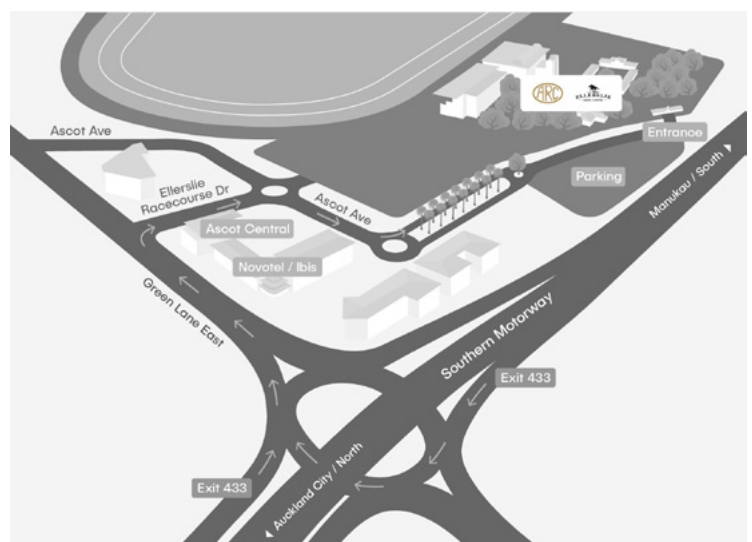 ARC
ELLERSLIE
Ascot Ave
Entrance
Ellerslie
Racecourse Dr
Parking
Manukau / South
Ascot Ave
Ascot Central
Novotel / Ibis
Green Lane East
Southern Motorway
Exit 433
Exit 433
Auckland City / North